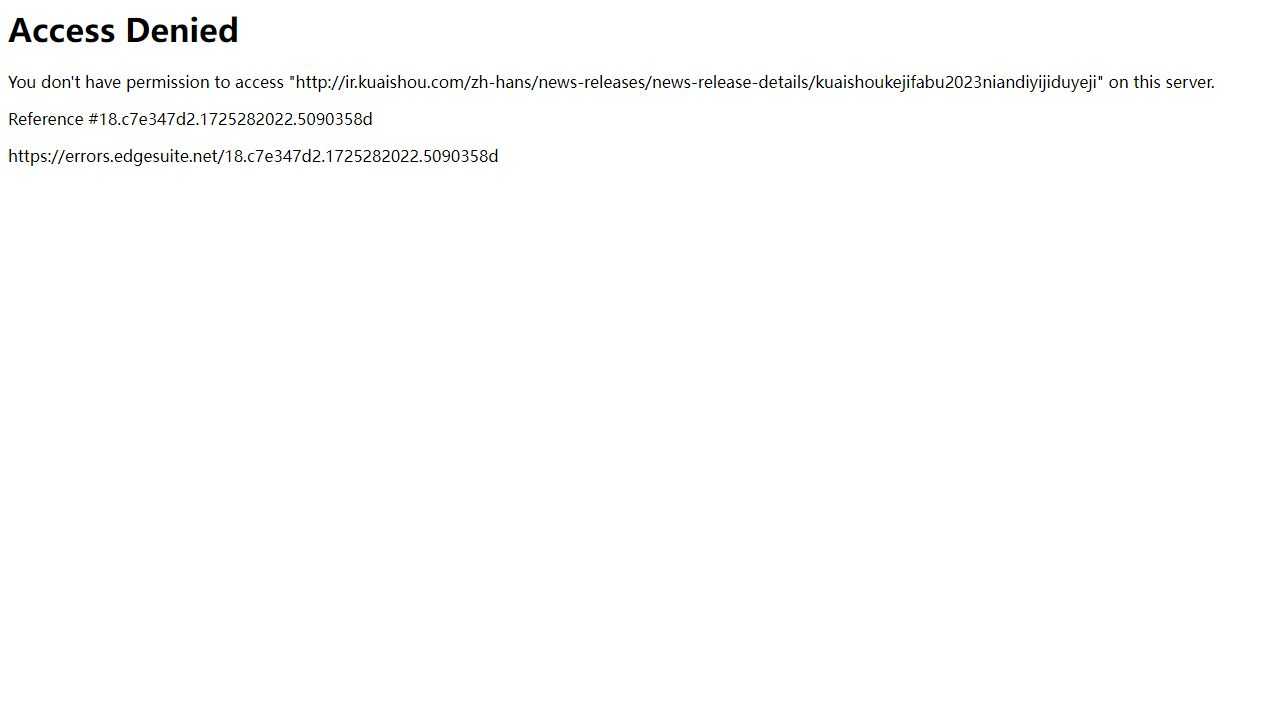 Access Denied
You don't have permission to access "http://ir.kuaishou.com/zh-hans/news-releases/news-release-details/kuaishoukejifabu2023niandiyijiduyeji" on this server.
Reference #18.c7e347d2.1725282022.5090358d
https://errors.edgesuite.net/18.c7e347d2.1725282022.5090358d